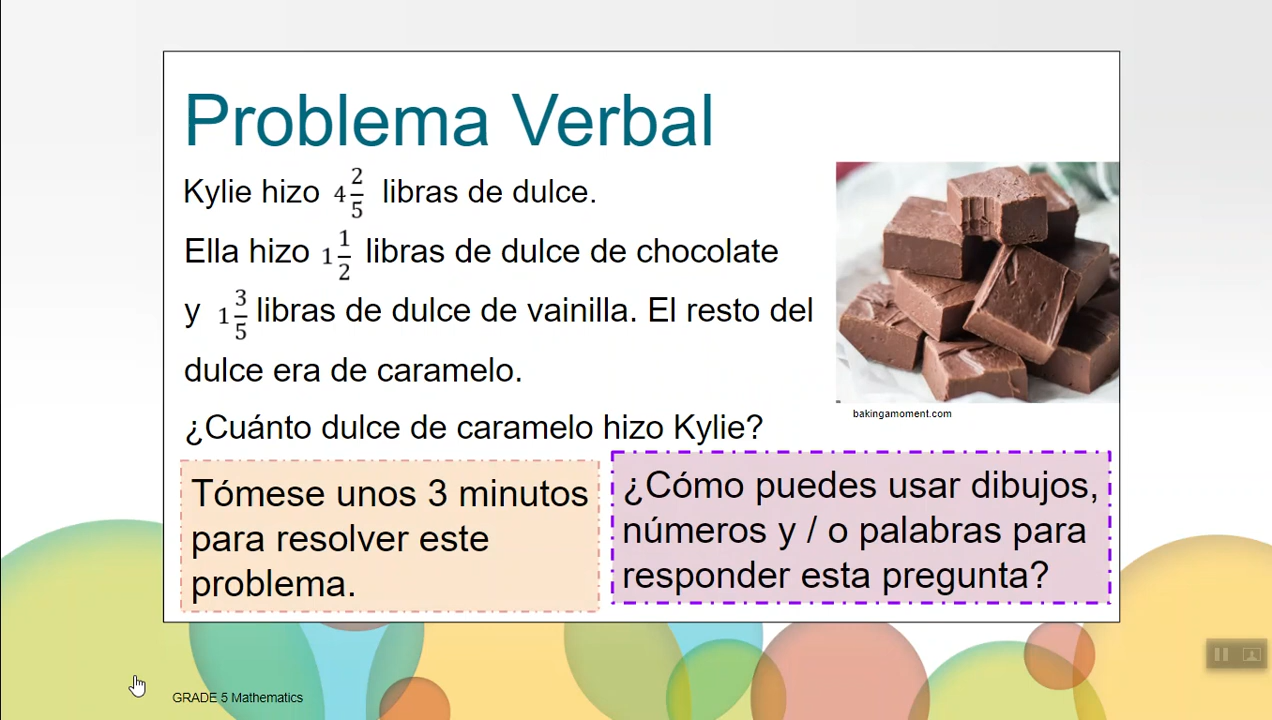 Problema Verbal
Kylie hizo 4 2/5 libras de dulce.
Ella hizo 1 1/2 libras de dulce de chocolate
y 1 3/5 libras de dulce de vainilla. El resto del
dulce era de caramelo.
bakingamoment.com
¿Cuánto dulce de caramelo hizo Kylie?
Tómese unos 3 minutos
para resolver este
problema.
¿Cómo puedes usar dibujos,
números y / o palabras para
responder esta pregunta?
GRADE 5 Mathematics